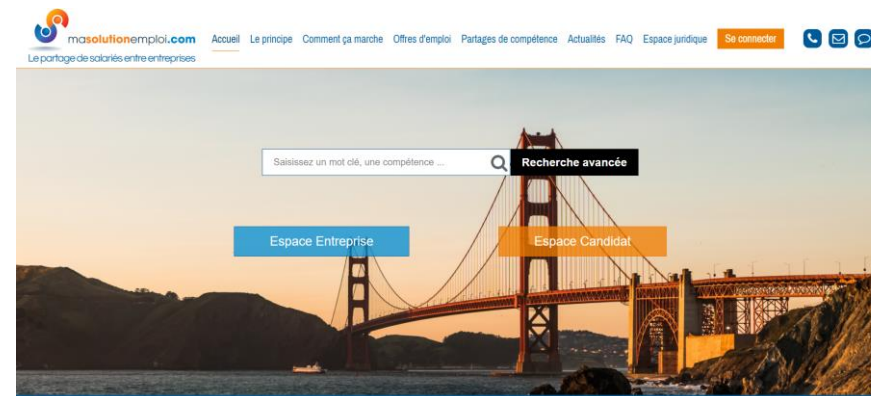 masolutionemploi.com
Le partage de salariés entre entreprises
Accueil Le principe Comment ça marche Offres d'emploi Partages de compétence Actualités FAQ Espace juridique Se connecter
Saisissez un mot clé, une compétence ... Recherche avancée
Espace Entreprise Espace Candidat